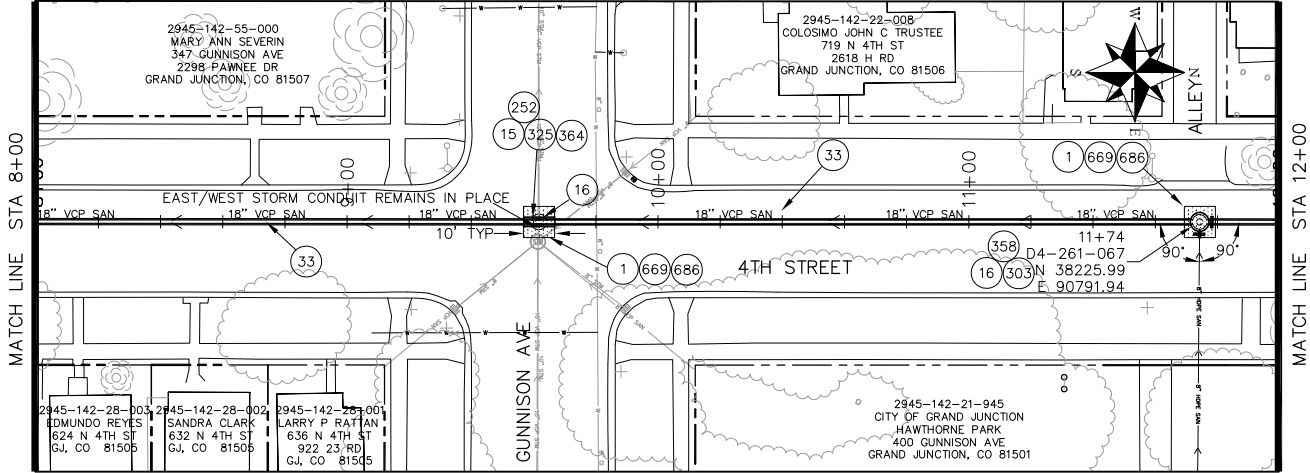 2945-142-55-000
MARY ANN SEVERIN
347 GUNNISON AVE
2298 PAWNEE DR
GRAND JUNCTION, CO 81507
2945-142-22-008
COLOSIMO JOHN C TRUSTEE
719 N 4TH ST
2618 H RD
GRAND JUNCTION, CO 81506
W
S
N
E
ALLEY
MATCH LINE STA 8+00
MATCH LINE STA 12+00
252
15 325 364
16
33
1 669 686
9+00
10+00
11+00
EAST/WEST STORM CONDUIT REMAINS IN PLACE
18" VCP SAN
18" VCP SAN
18" VCP SAN
18" VCP SAN
18" VCP SAN
18" VCP SAN
10' TYP
33
1 669 686
4TH STREET
358
16 303
11+74
D4-261-067
N 38225.99
E 90791.94
90°
90°
8" HDPE SAN
8" HDPE SAN
GUNNISON AVE
2945-142-28-003
EDMUNDO REYES
624 N 4TH ST
GJ, CO 81505
2945-142-28-002
SANDRA CLARK
632 N 4TH ST
GJ, CO 81505
2945-142-28-001
LARRY P RATTAN
636 N 4TH ST
922 23 RD
GJ, CO 81505
2945-142-21-945
CITY OF GRAND JUNCTION
HAWTHORNE PARK
400 GUNNISON AVE
GRAND JUNCTION, CO 81501